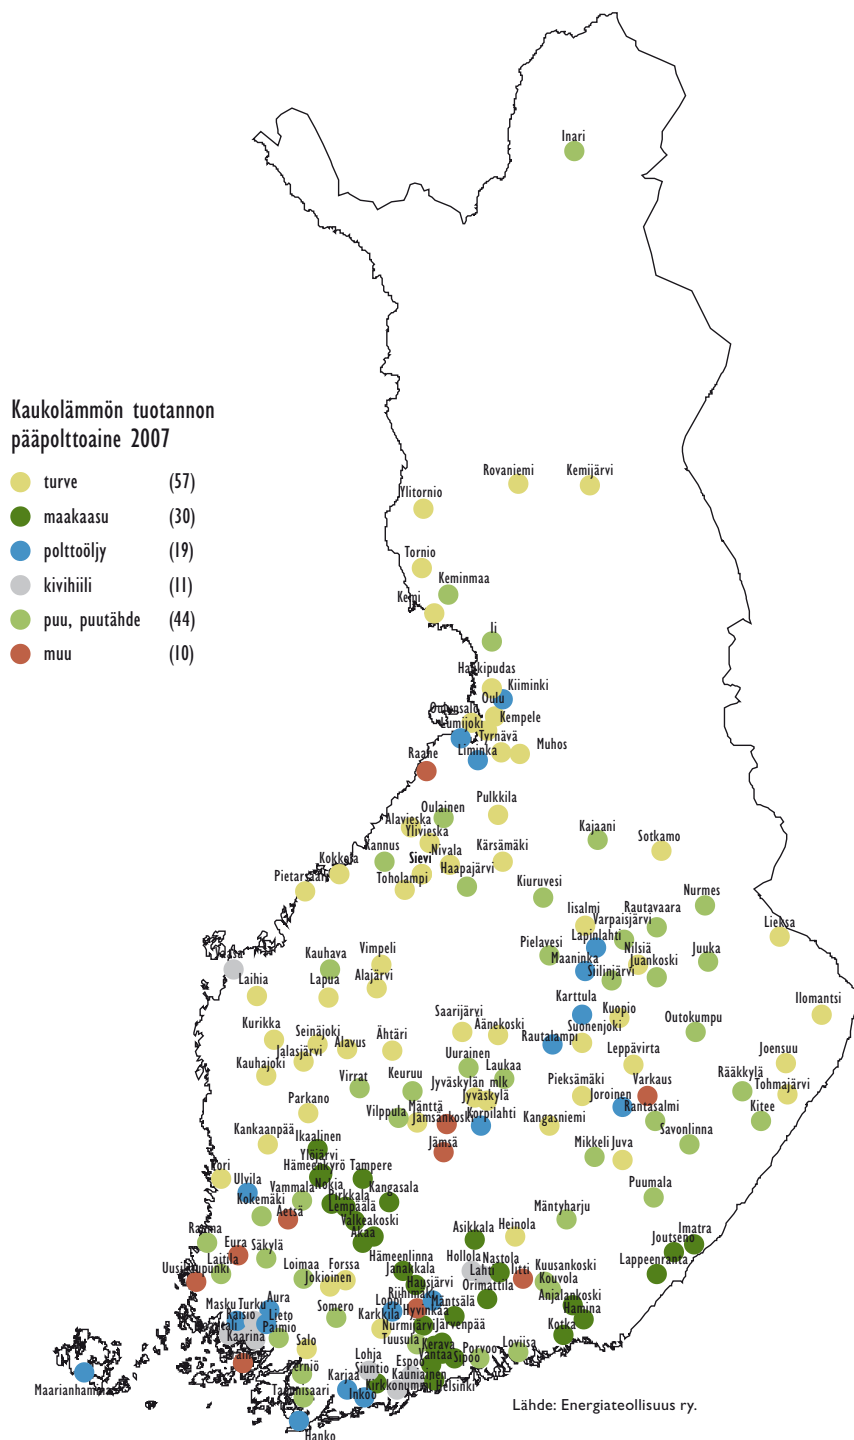 Inari
Kaukolämmön tuotannon
pääpolttoaine 2007
turve (57)
maakaasu (30)
polttoöljy (19)
kivihiili (11)
puu, puutähde (44)
muu (10)
Rovaniemi
Kemijärvi
Ylitornio
Tornio
Keminmaa
Kemi
Ii
Haukipudas
Kiiminki
Oulu
Oulunsalo
Kempele
Lumijoki
Tyrnävä
Liminka
Muhos
Raahe
Pulkkila
Oulainen
Alavieska
Ylivieska
Kajaani
Sotkamo
Kannus
Sievi
Nivala
Kärsämäki
Kokkola
Haapajärvi
Pietarsaari
Toholampi
Kiuruvesi
Nurmes
Iisalmi
Rautavaara
Varpaisjärvi
Lieksa
Lapinlahti
Pielavesi
Nilsiä
Maaninka
Juankoski
Juuka
Siilinjärvi
Vaasa
Kauhava
Vimpeli
Laihia
Lapua
Alajärvi
Karttula
Kuopio
Ilomantsi
Saarijärvi
Äänekoski
Suonenjoki
Outokumpu
Kurikka
Seinäjoki
Alavus
Ähtäri
Rautalampi
Jalasjärvi
Uurainen
Laukaa
Leppävirta
Joensuu
Kauhajoki
Virrat
Keuruu
Jyväskylän mlk
Jyväskylä
Pieksämäki
Joroinen
Varkaus
Rääkkylä
Tohmajärvi
Parkano
Vilppula
Mänttä
Jämsänkoski
Korpilahti
Kangasniemi
Rantasalmi
Kitee
Kankaanpää
Ikaalinen
Jämsä
Savonlinna
Ylöjärvi
Mikkeli
Juva
Pori
Hämeenkyrö
Tampere
Ulvila
Vammala
Nokia
Pirkkala
Kangasala
Puumala
Kokemäki
Lempäälä
Äetsä
Valkeakoski
Mäntyharju
Rauma
Akaa
Asikkala
Heinola
Imatra
Joutseno
Eura
Säkylä
Hämeenlinna
Hollola
Nastola
Lappeenranta
Uusikaupunki
Laitila
Loimaa
Forssa
Janakkala
Lahti
Iitti
Kuusankoski
Jokioinen
Hausjärvi
Kouvola
Orimattila
Anjalankoski
Riihimäki
Masku
Turku
Aura
Somero
Loppi
Mäntsälä
Hamina
Raisio
Lieto
Karkkila
Hyvinkää
Naantali
Paimio
Nurmijärvi
Järvenpää
Kotka
Kaarina
Salo
Tuusula
Kerava
Porvoo
Loviisa
Parainen
Perniö
Lohja
Espoo
Vantaa
Sipoo
Siuntio
Kauniainen
Maarianhamina
Tammisaari
Karjaa
Inkoo
Kirkkonummi
Helsinki
Hanko
Lähde: Energiateollisuus ry.